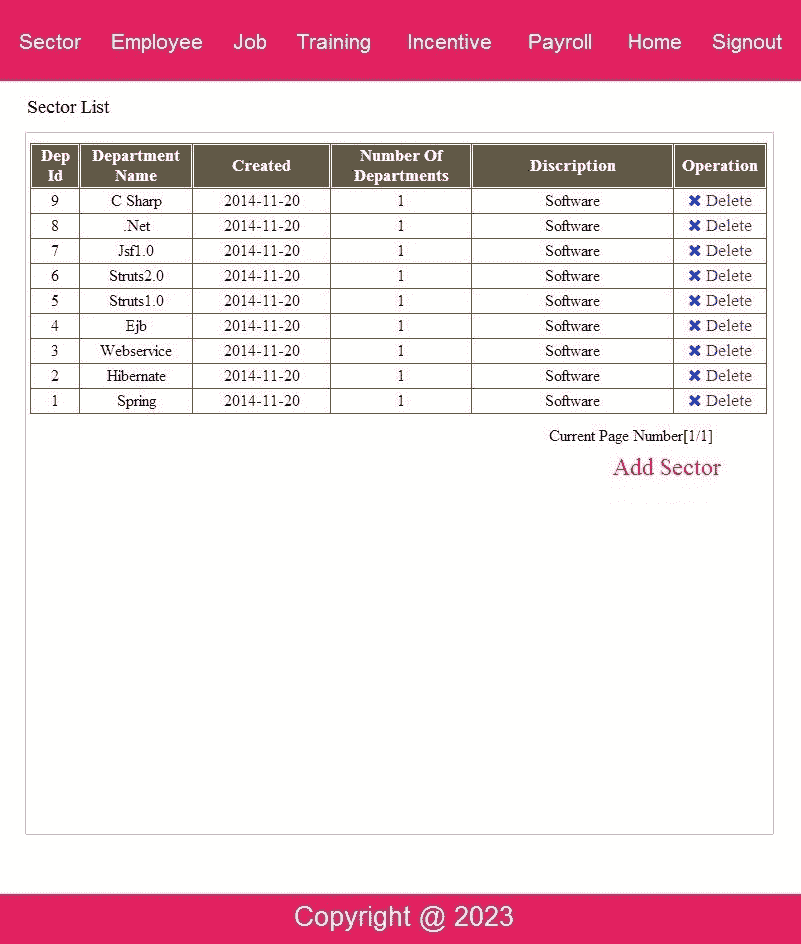 Sector Employee Job Training Incentive Payroll Home Signout
Sector List
Dep Id Department Name Created Number Of Departments Discription Operation
9 C Sharp 2014-11-20 1 Software Delete
8 .Net 2014-11-20 1 Software Delete
7 Jsf1.0 2014-11-20 1 Software Delete
6 Struts2.0 2014-11-20 1 Software Delete
5 Struts1.0 2014-11-20 1 Software Delete
4 Ejb 2014-11-20 1 Software Delete
3 Webservice 2014-11-20 1 Software Delete
2 Hibernate 2014-11-20 1 Software Delete
1 Spring 2014-11-20 1 Software Delete
Current Page Number[1/1]
Add Sector
Copyright @ 2023